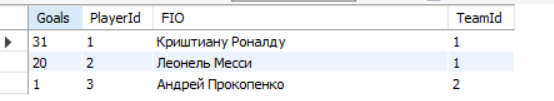 Goals PlayerId FIO TeamId
31 1 Криштиану Роналду 1
20 2 Леонель Месси 1
1 3 Андрей Прокопенко 2